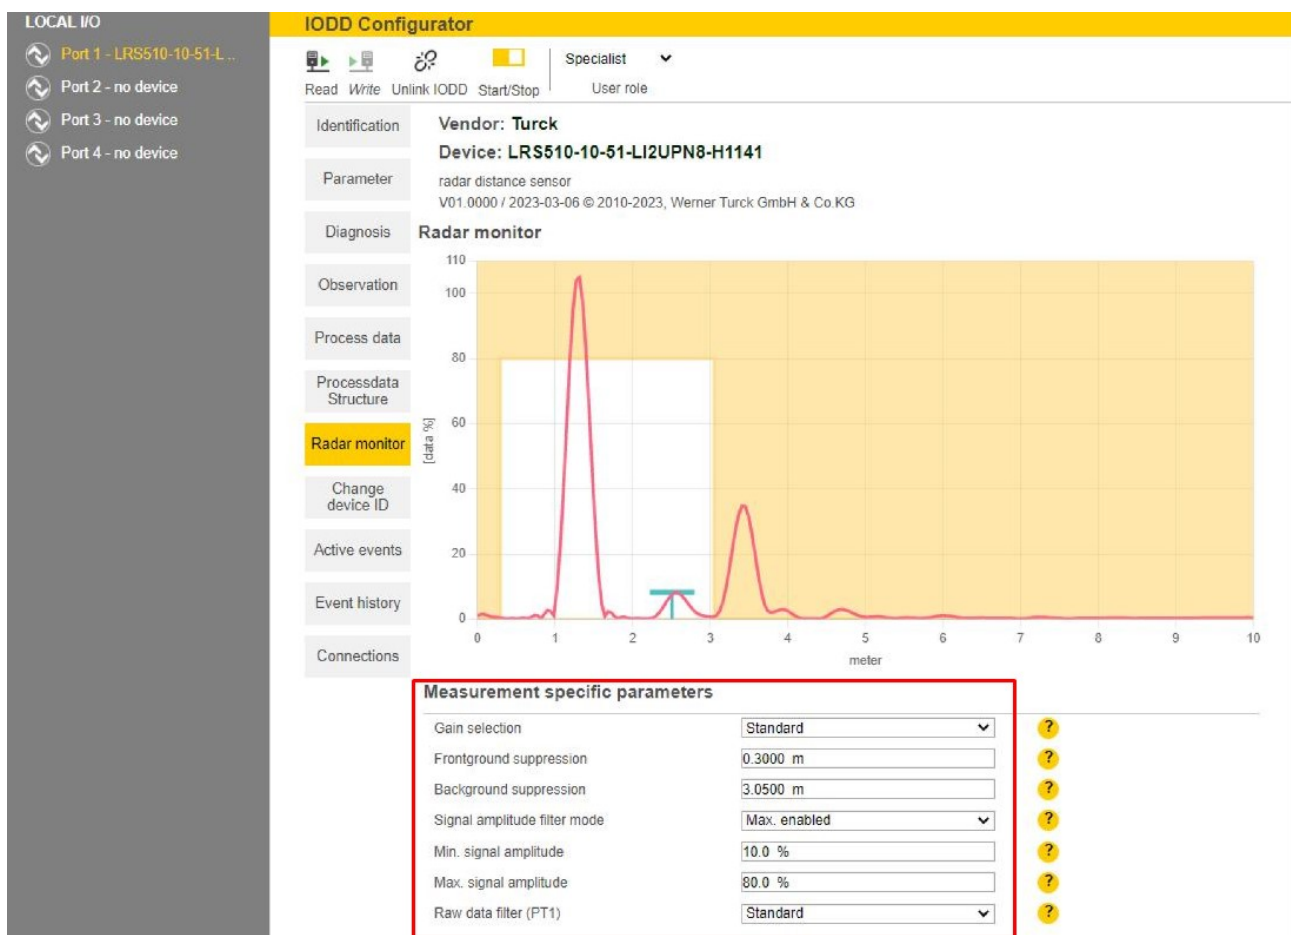 LOCAL I/O
Port 1 - LRS510-10-51-L ..
Port 2 - no device
Port 3 - no device
Port 4 - no device
IODD Configurator
Specialist
Read Write Unlink IODD Start/Stop User role
Identification
Parameter
Diagnosis
Observation
Process data
Processdata
Structure
Radar monitor
Change
device ID
Active events
Event history
Connections
Vendor: Turck
Device: LRS510-10-51-LI2UPN8-H1141
radar distance sensor
V01.0000 / 2023-03-06 © 2010-2023, Werner Turck GmbH & Co.KG
Radar monitor
110
100
80
60
40
20
0
[data %]
0 1 2 3 4 5 6 7 8 9 10
meter
Measurement specific parameters
Gain selection Standard ?
Frontground suppression 0.3000 m ?
Background suppression 3.0500 m ?
Signal amplitude filter mode Max. enabled ?
Min. signal amplitude 10.0 % ?
Max. signal amplitude 80.0 % ?
Raw data filter (PT1) Standard ?